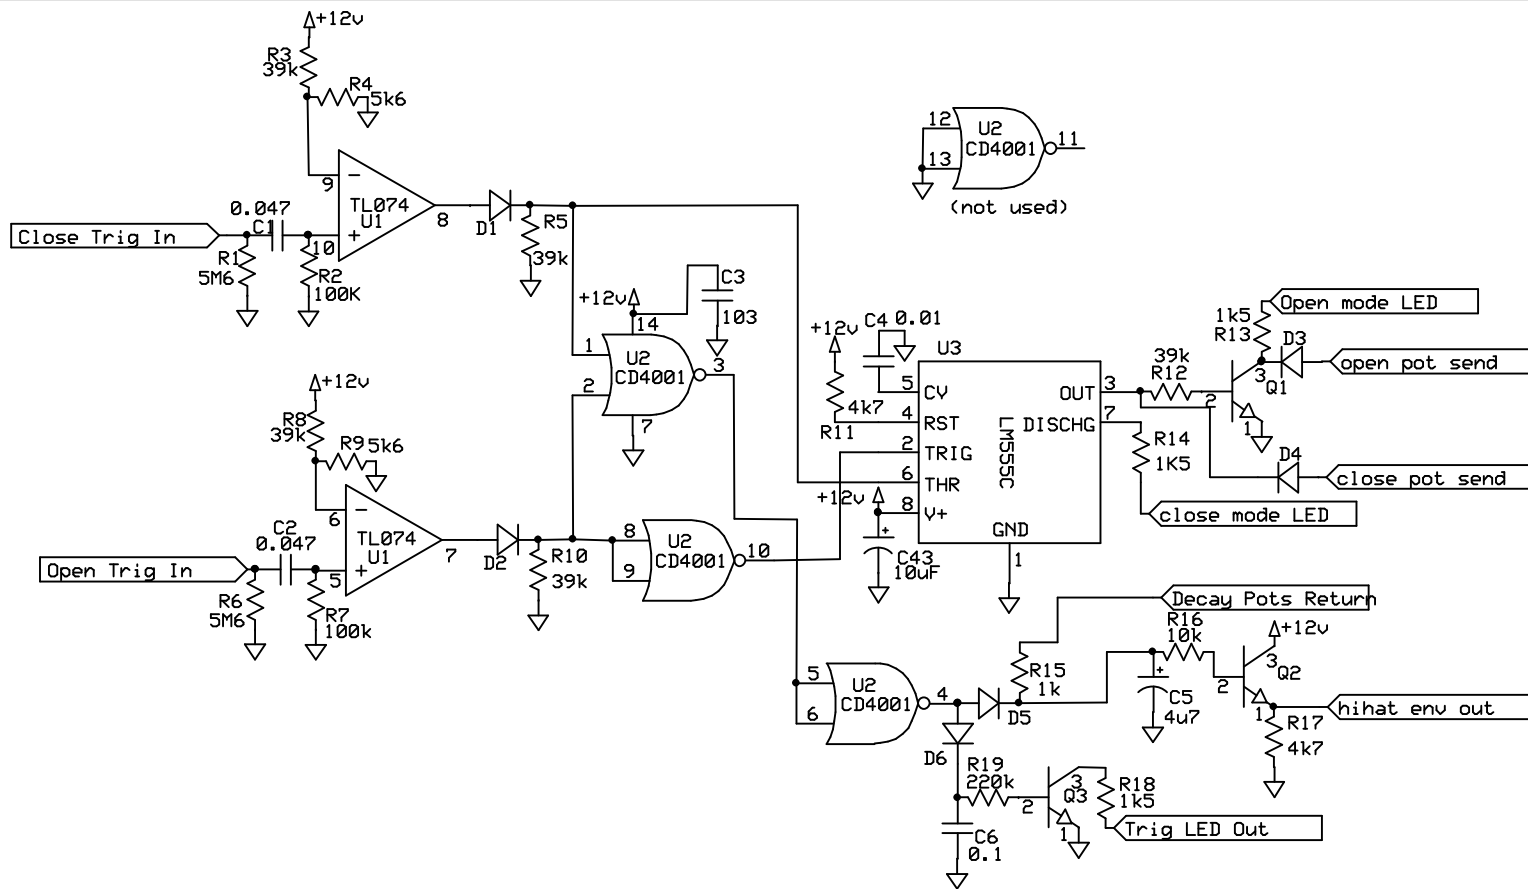 +12v
R3
39k
R4
5k6
9
−
TL074
U1
8
0.047
C1
Close Trig In
10
+
R1
5M6
R2
100K
D1
R5
39k
12
13
U2
CD4001
11
(not used)
+12v
C3
103
14
1
2
U2
CD4001
3
7
+12v
R8
39k
R9
5k6
6
−
TL074
U1
7
C2
0.047
Open Trig In
5
+
R6
5M6
R7
100k
D2
R10
39k
8
9
U2
CD4001
10
+12v
C4
0.01
R11
4k7
U3
5
CV
4
RST
2
TRIG
6
THR
8
V+
LM555C
OUT
3
DISCHG
7
GND
1
+12v
+
C43
10uF
39k
R12
R14
1K5
Open mode LED
1k5
R13
D3
open pot send
3
Q1
2
1
D4
close pot send
close mode LED
Decay Pots Return
R16
10k
+12v
3
Q2
2
1
hihat env out
R17
4k7
R15
1k
+
C5
4u7
5
6
U2
CD4001
4
D5
D6
R19
220k
2
3
Q3
1
R18
1k5
Trig LED Out
C6
0.1